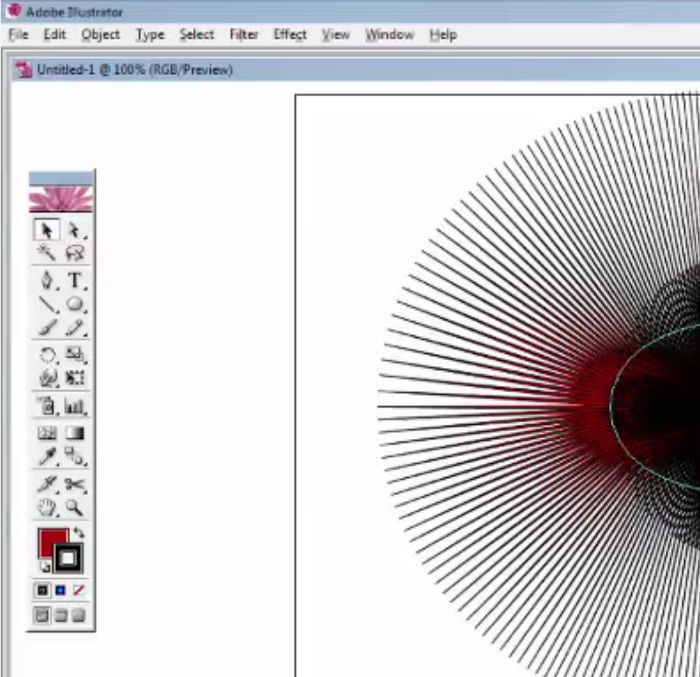 Adobe Illustrator
File Edit Object Type Select Filter Effect View Window Help
Untitled-1 @ 100% (RGB/Preview)
T